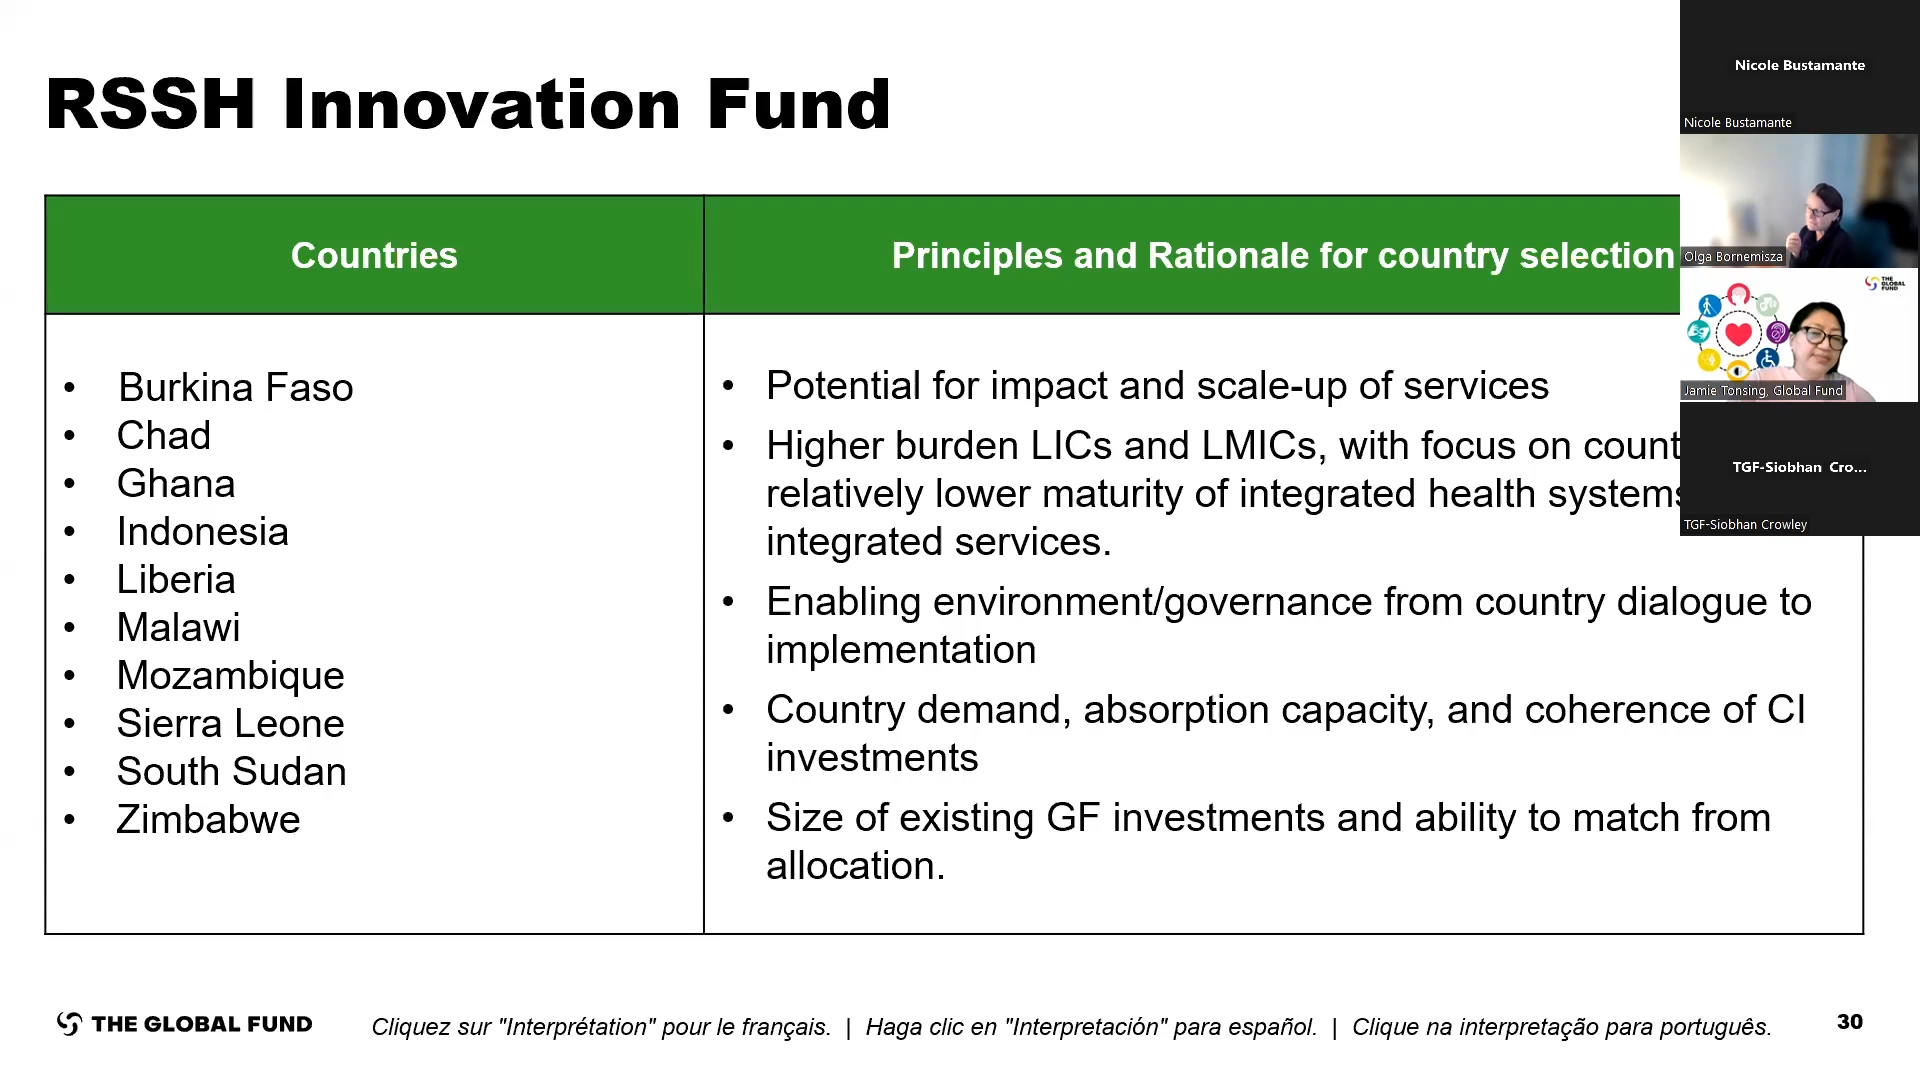 RSSH Innovation Fund
Countries
Principles and Rationale for country selection
• Burkina Faso
• Chad
• Ghana
• Indonesia
• Liberia
• Malawi
• Mozambique
• Sierra Leone
• South Sudan
• Zimbabwe
• Potential for impact and scale-up of services
• Higher burden LICs and LMICs, with focus on
relatively lower maturity of integrated health systems
integrated services.
• Enabling environment/governance from country dialogue to
implementation
• Country demand, absorption capacity, and coherence of CI
investments
• Size of existing GF investments and ability to match from
allocation.
THE GLOBAL FUND
Cliquez sur "Interprétation" pour le français. | Haga clic en "Interpretación" para español. | Clique na interpretação para português.
30
Nicole Bustamante
Nicole Bustamante
Olga Bornemisza
THE
GLOBAL
FUND
Jamie Tonsing, Global Fund
TGF-Siobhan Cro...
TGF-Siobhan Crowley